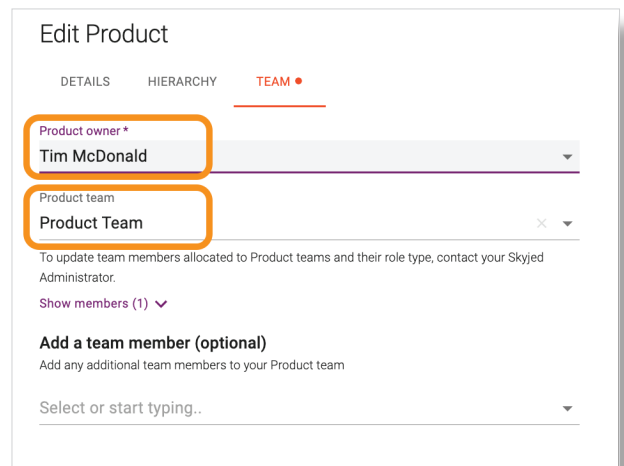 Edit Product
DETAILS HIERARCHY TEAM
Product owner *
Tim McDonald
Product team
Product Team
To update team members allocated to Product teams and their role type, contact your Skyjed
Administrator.
Show members (1)
Add a team member (optional)
Add any additional team members to your Product team
Select or start typing..